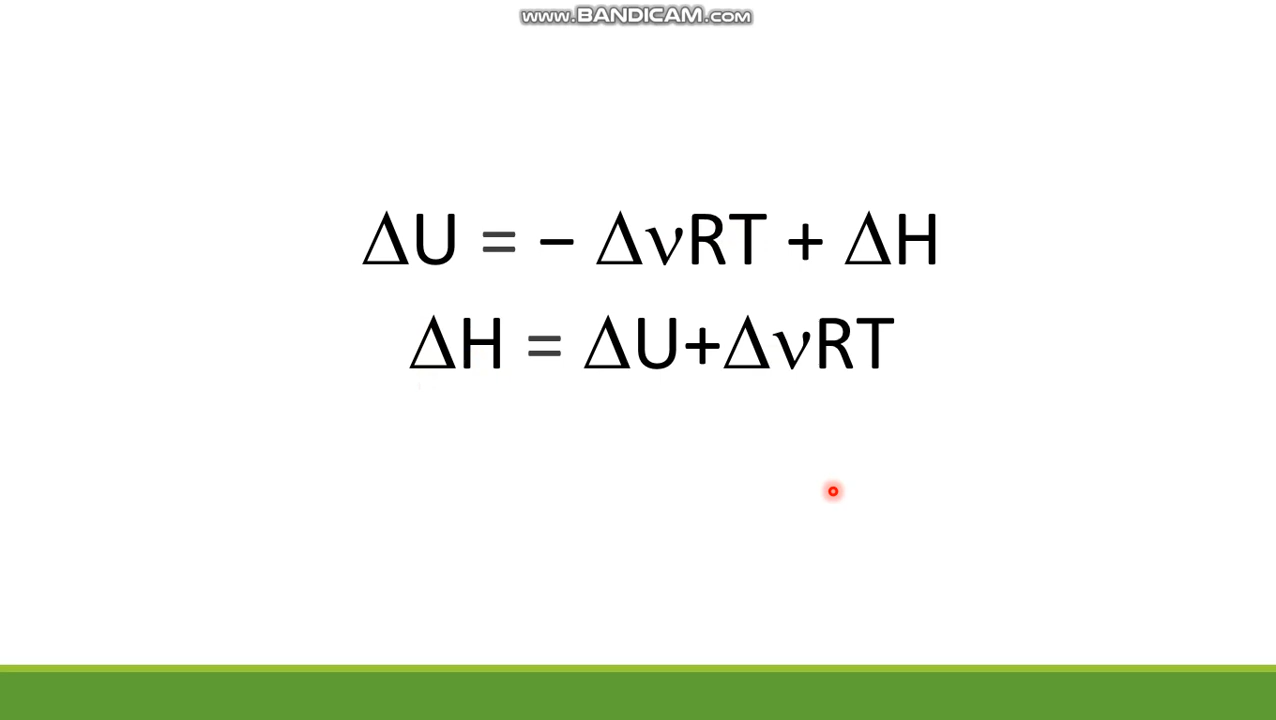 www.BANDICAM.com
ΔU = – ΔνRT + ΔH
ΔH = ΔU+ΔνRT